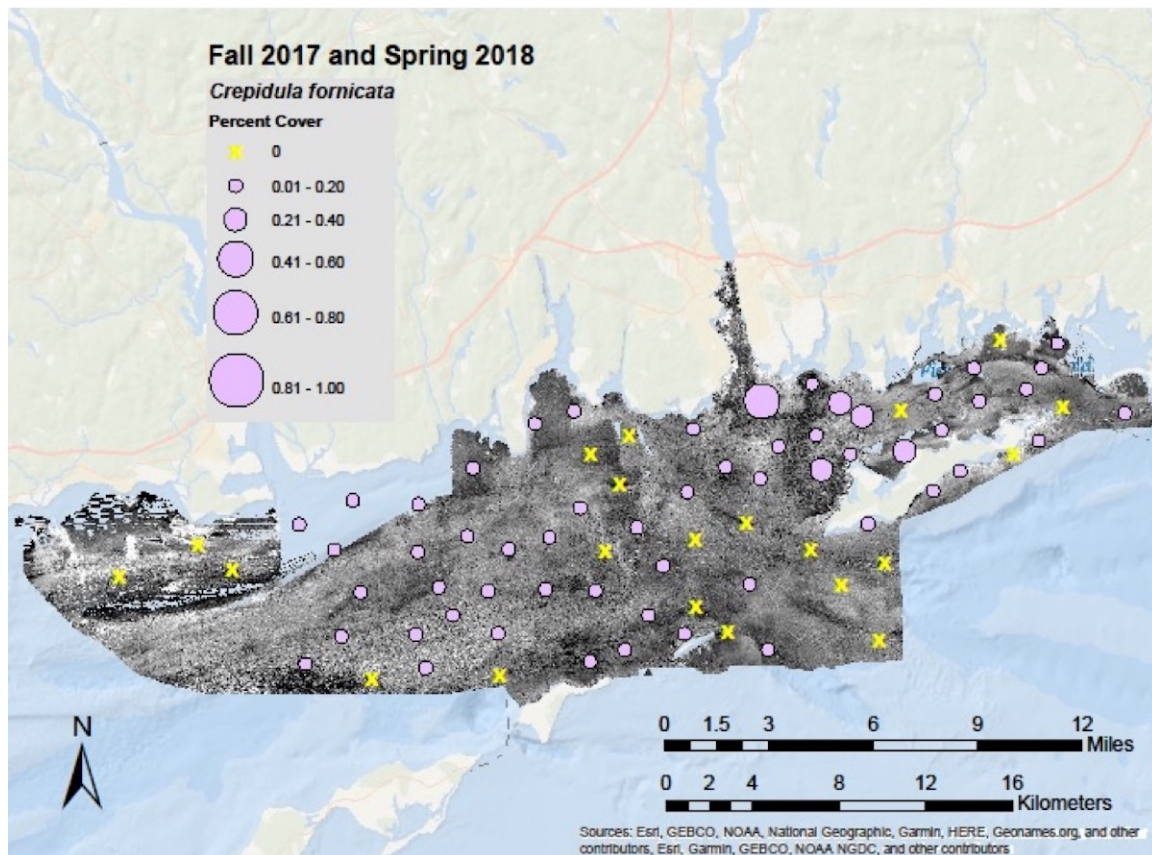 Fall 2017 and Spring 2018
Crepidula fornicata
Percent Cover
X 0
0.01 - 0.20
0.21 - 0.40
0.41 - 0.60
0.61 - 0.80
0.81 - 1.00
N
0 1.5 3 6 9 12
Miles
0 2 4 8 12 16
Kilometers
Sources: Esri, GEBCO, NOAA, National Geographic, Garmin, HERE, Geonames.org, and other
contributors, Esri, Garmin, GEBCO, NOAA NGDC, and other contributors